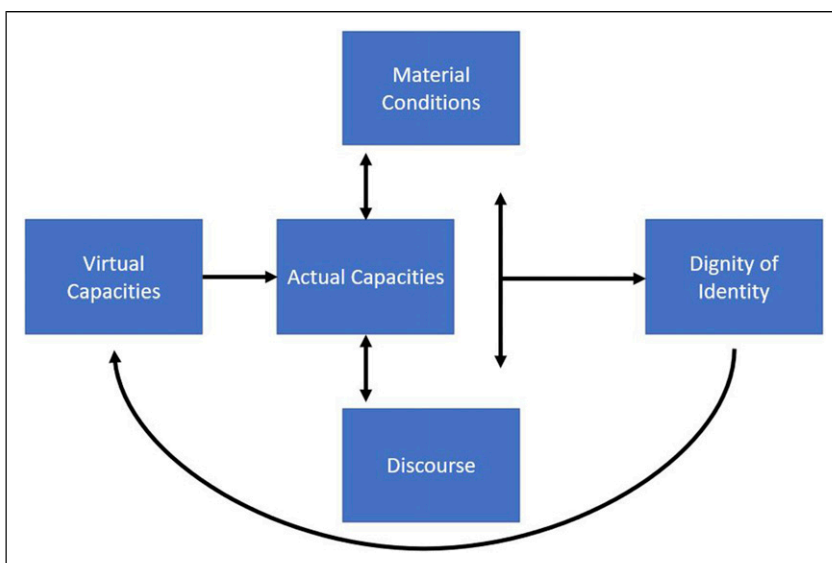 Material
Conditions
Virtual
Capacities
Actual Capacities
Dignity of
Identity
Discourse